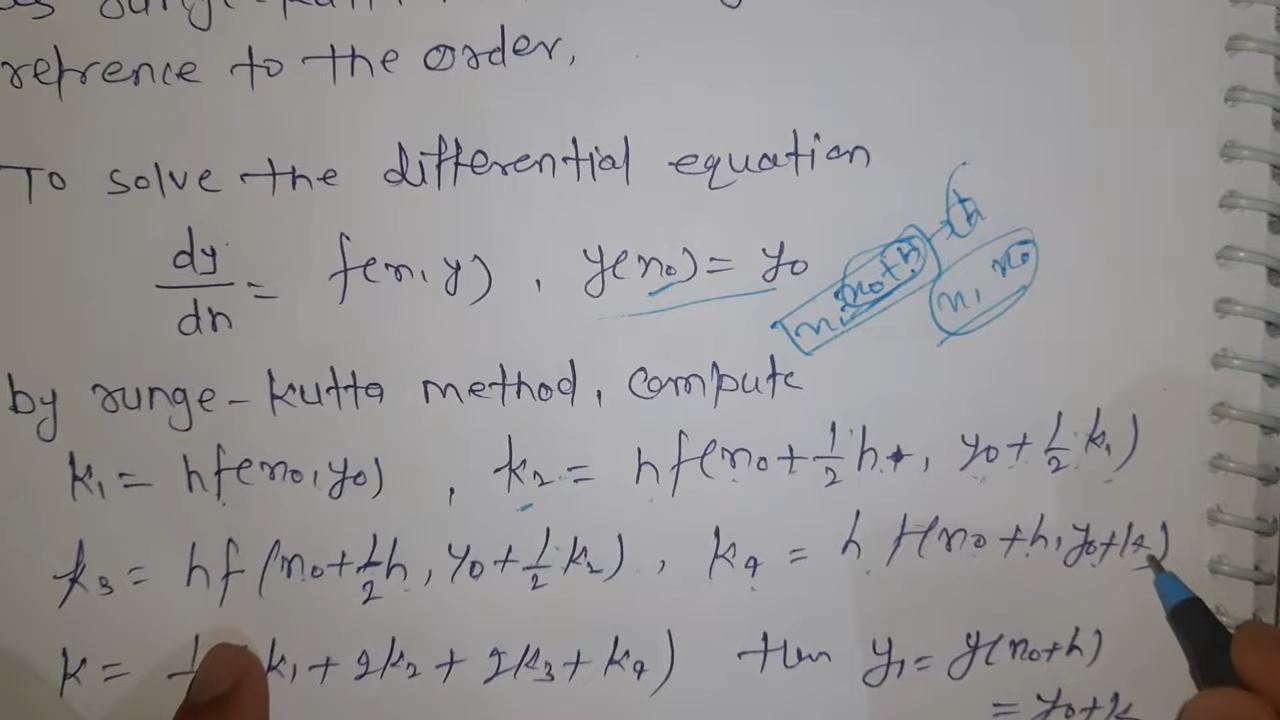 refrence to the order,
To solve the differential equation
dy/dn = f(n, y) , y(n0) = y0
n, n0+h
n, n0
by runge-kutta method, compute
k1 = hf(n0, y0) , k2 = hf(n0 + 1/2 h, y0 + 1/2 k1)
k3 = hf(n0 + 1/2 h, y0 + 1/2 k2) , k4 = h f(n0 + h, y0 + k
k = k1 + 2k2 + 2k3 + k4) then y1 = y(n0+h)
= y0+k